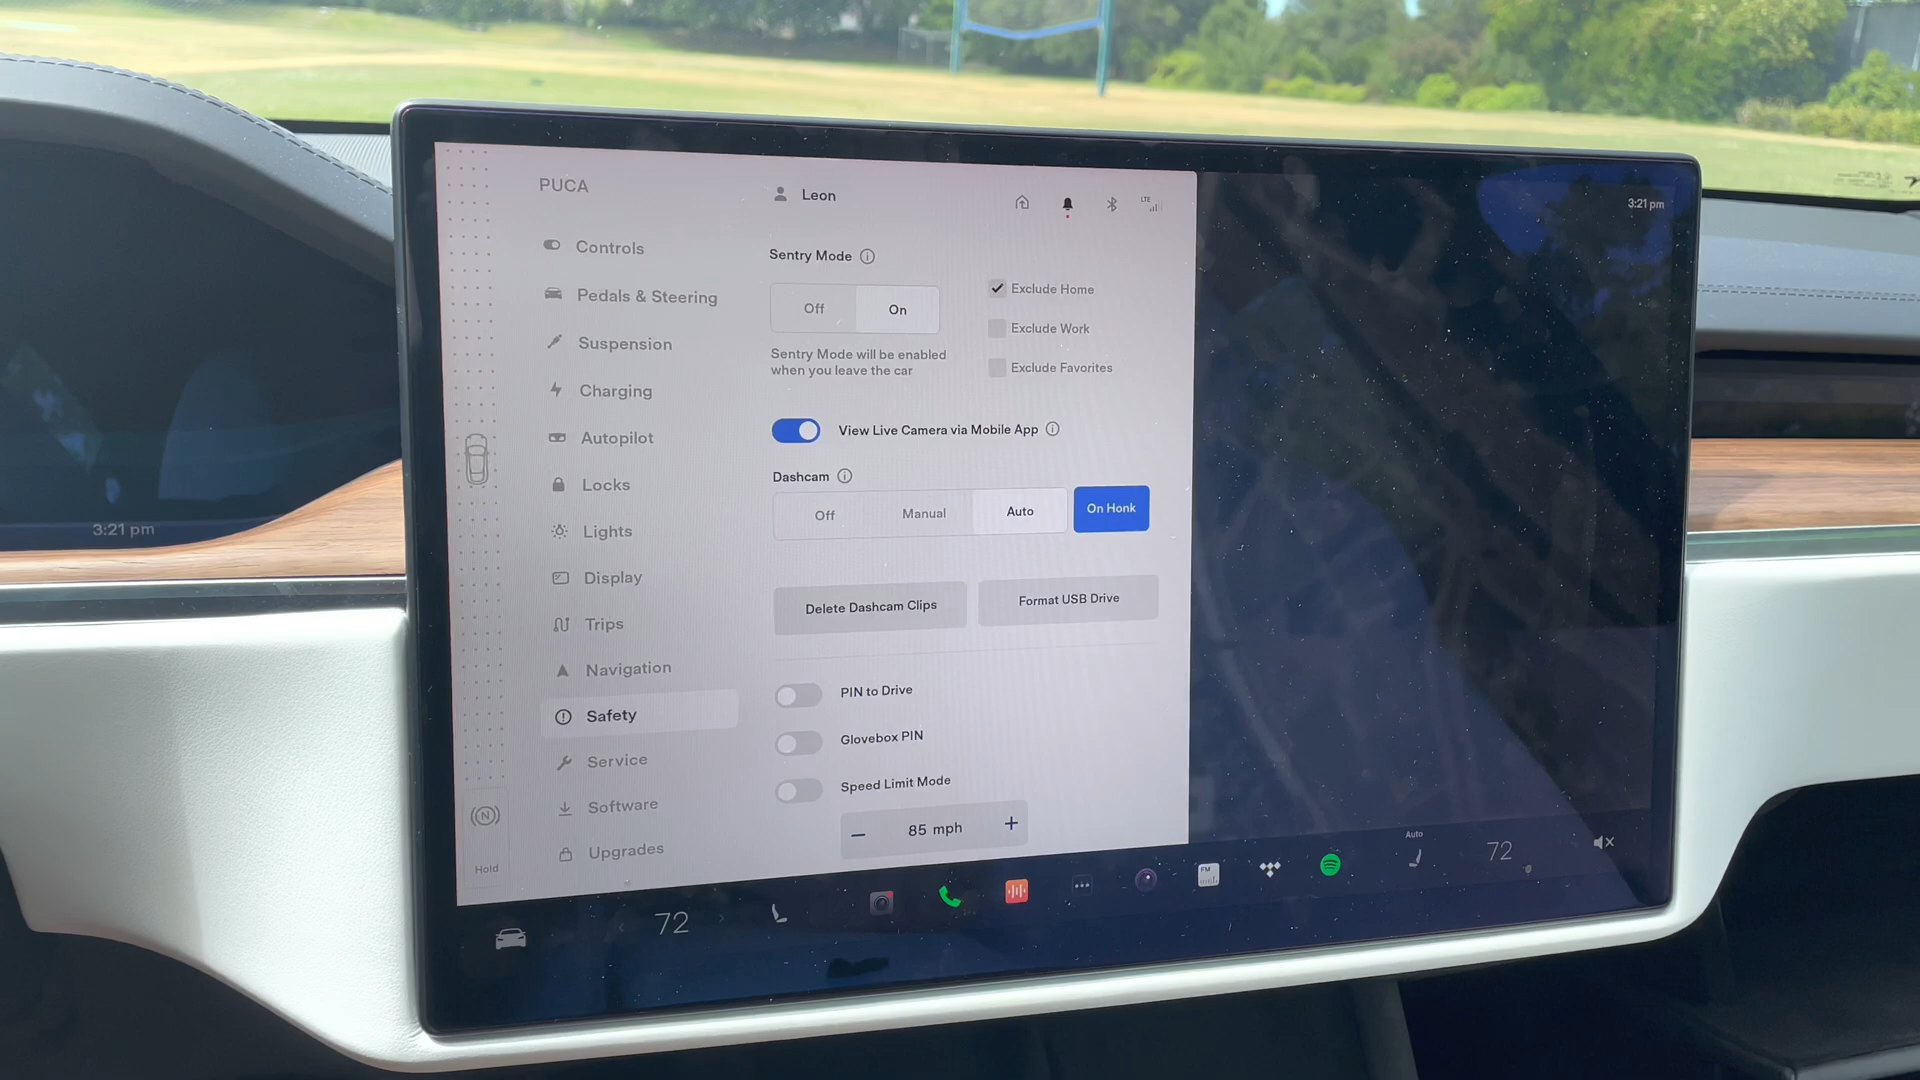 PUCA
Leon
LTE
3:21 pm
Controls
Pedals & Steering
Suspension
Charging
Autopilot
Locks
Lights
Display
Trips
Navigation
Safety
Service
Software
Upgrades
Sentry Mode
Off
On
Sentry Mode will be enabled
when you leave the car
Exclude Home
Exclude Work
Exclude Favorites
View Live Camera via Mobile App
Dashcam
Off
Manual
Auto
On Honk
Delete Dashcam Clips
Format USB Drive
PIN to Drive
Glovebox PIN
Speed Limit Mode
85 mph
N
Hold
3:21 pm
72
FM
Auto
72